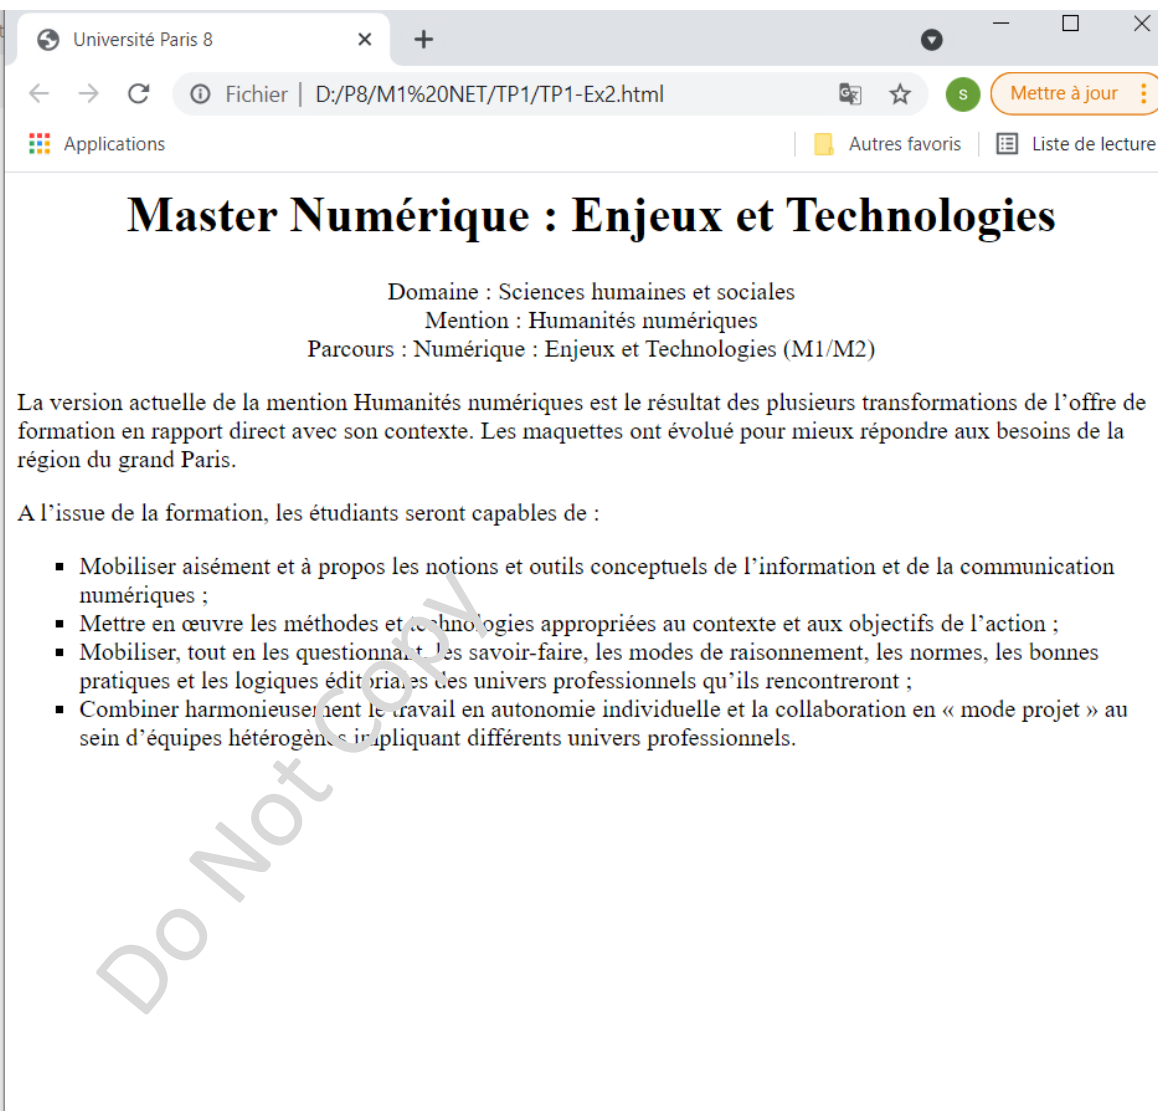 Université Paris 8
Fichier | D:/P8/M1%20NET/TP1/TP1-Ex2.html
s
Mettre à jour
Applications
Autres favoris
Liste de lecture
Master Numérique : Enjeux et Technologies
Domaine : Sciences humaines et sociales
Mention : Humanités numériques
Parcours : Numérique : Enjeux et Technologies (M1/M2)
La version actuelle de la mention Humanités numériques est le résultat des plusieurs transformations de l’offre de
formation en rapport direct avec son contexte. Les maquettes ont évolué pour mieux répondre aux besoins de la
région du grand Paris.
A l’issue de la formation, les étudiants seront capables de :
▪ Mobiliser aisément et à propos les notions et outils conceptuels de l’information et de la communication
numériques ;
▪ Mettre en œuvre les méthodes et technologies appropriées au contexte et aux objectifs de l’action ;
▪ Mobiliser, tout en les questionnant, les savoir-faire, les modes de raisonnement, les normes, les bonnes
pratiques et les logiques éditoriales des univers professionnels qu’ils rencontreront ;
▪ Combiner harmonieusement le travail en autonomie individuelle et la collaboration en « mode projet » au
sein d’équipes hétérogènes impliquant différents univers professionnels.
Do Not Copy